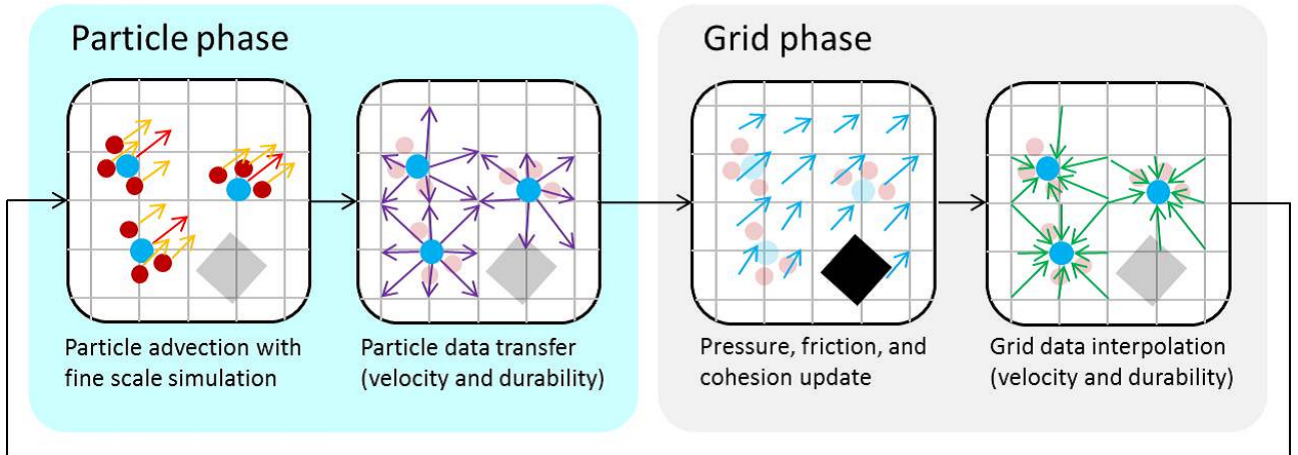 Particle phase
Grid phase
Particle advection with
fine scale simulation
Particle data transfer
(velocity and durability)
Pressure, friction, and
cohesion update
Grid data interpolation
(velocity and durability)